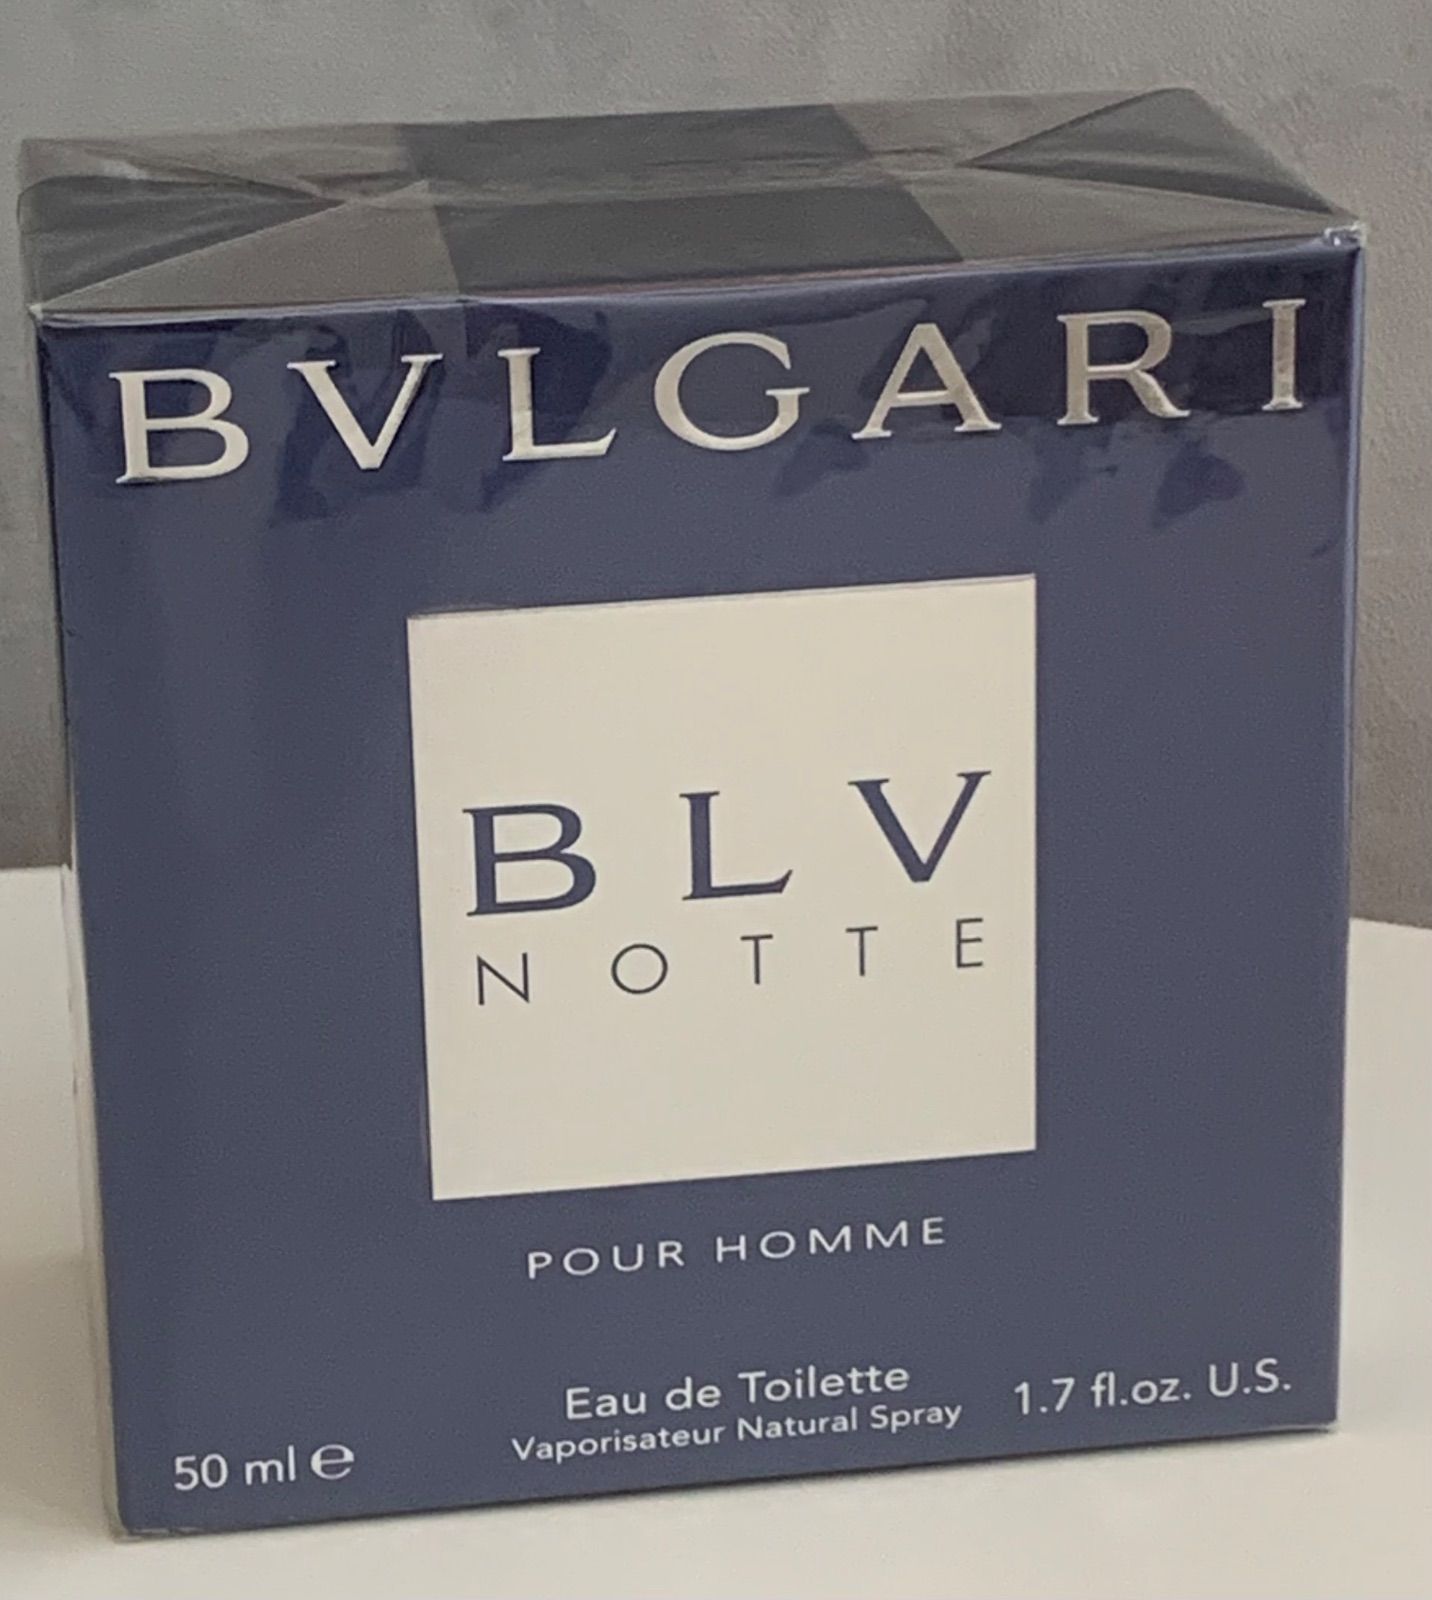 BVLGARI
BLV
NOTTE
POUR HOMME
Eau de Toilette
Vaporisateur Natural Spray
50 ml ℮
1.7 fl.oz. U.S.